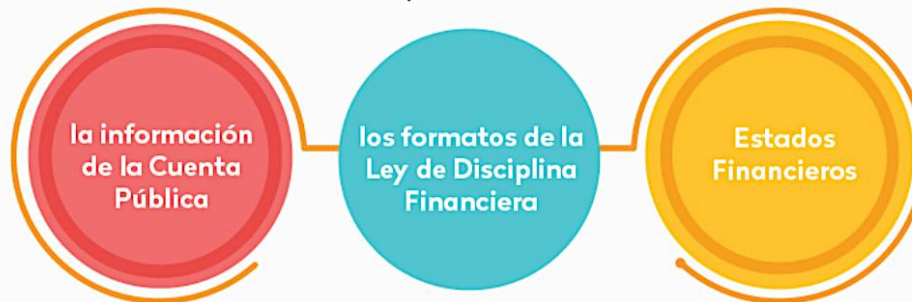 la información
de la Cuenta
Pública
los formatos de la
Ley de Disciplina
Financiera
Estados
Financieros